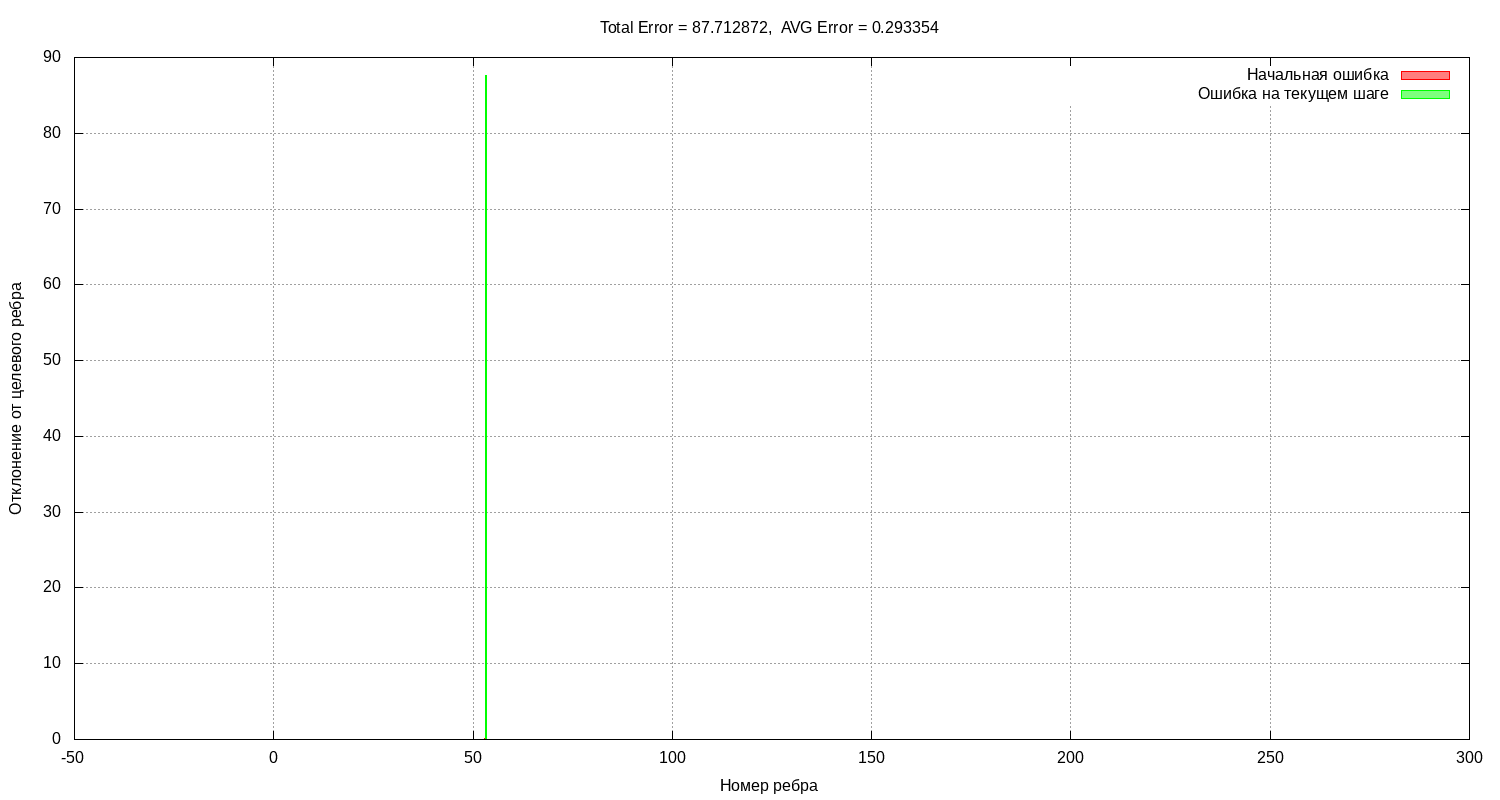 Total Error = 87.712872,  AVG Error = 0.293354
Начальная ошибка
Ошибка на текущем шаге
90
80
70
60
50
40
30
20
10
0
Отклонение от целевого ребра
-50 0 50 100 150 200 250 300
Номер ребра